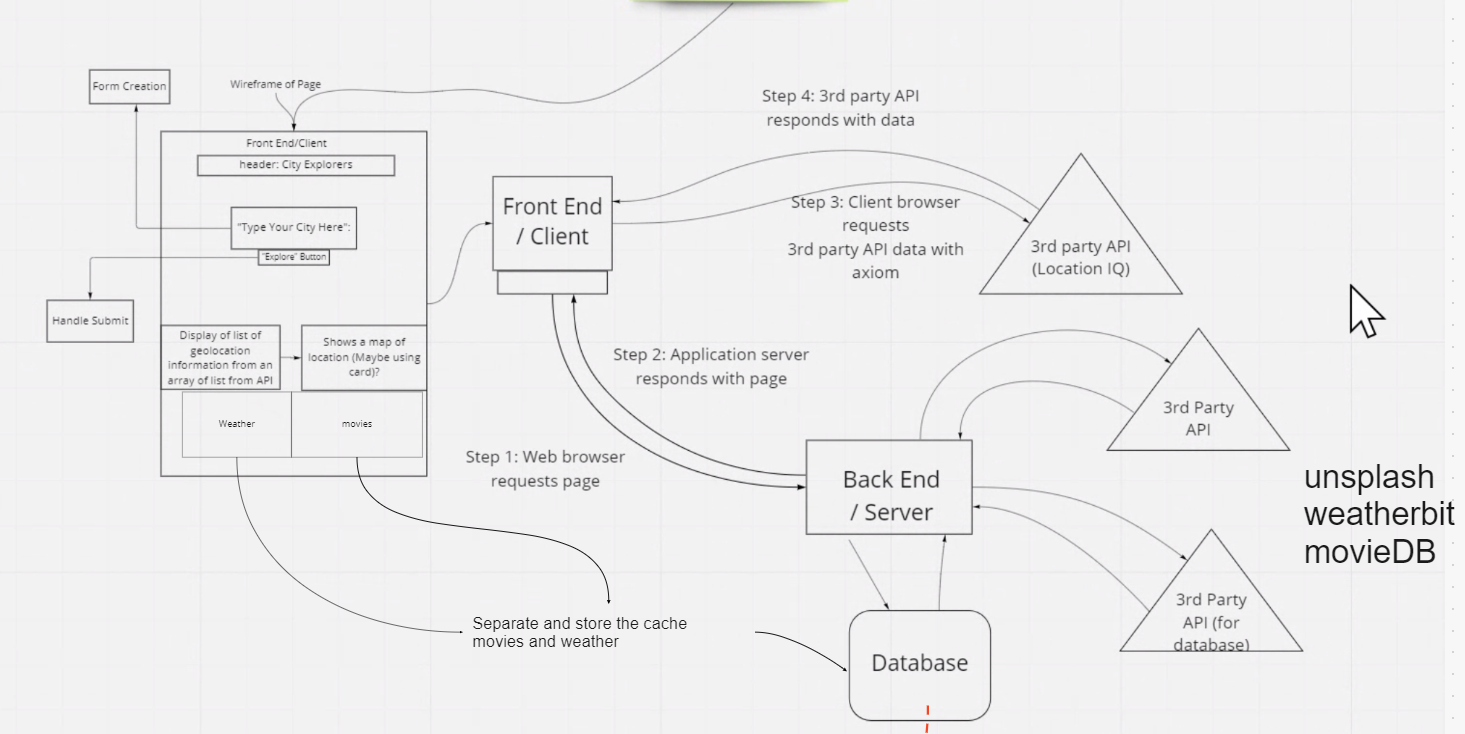 Form Creation
Wireframe of Page
Front End/Client
header: City Explorers
"Type Your City Here":
"Explore" Button
Handle Submit
Display of list of
geolocation
information from an
array of list from API
Shows a map of
location (Maybe using
card)?
Weather
movies
Front End
/ Client
Step 4: 3rd party API
responds with data
Step 3: Client browser
requests
3rd party API data with
axiom
3rd party API
(Location IQ)
Step 2: Application server
responds with page
Step 1: Web browser
requests page
Back End
/ Server
3rd Party
API
unsplash
weatherbit
movieDB
3rd Party
API (for
database)
Separate and store the cache
movies and weather
Database